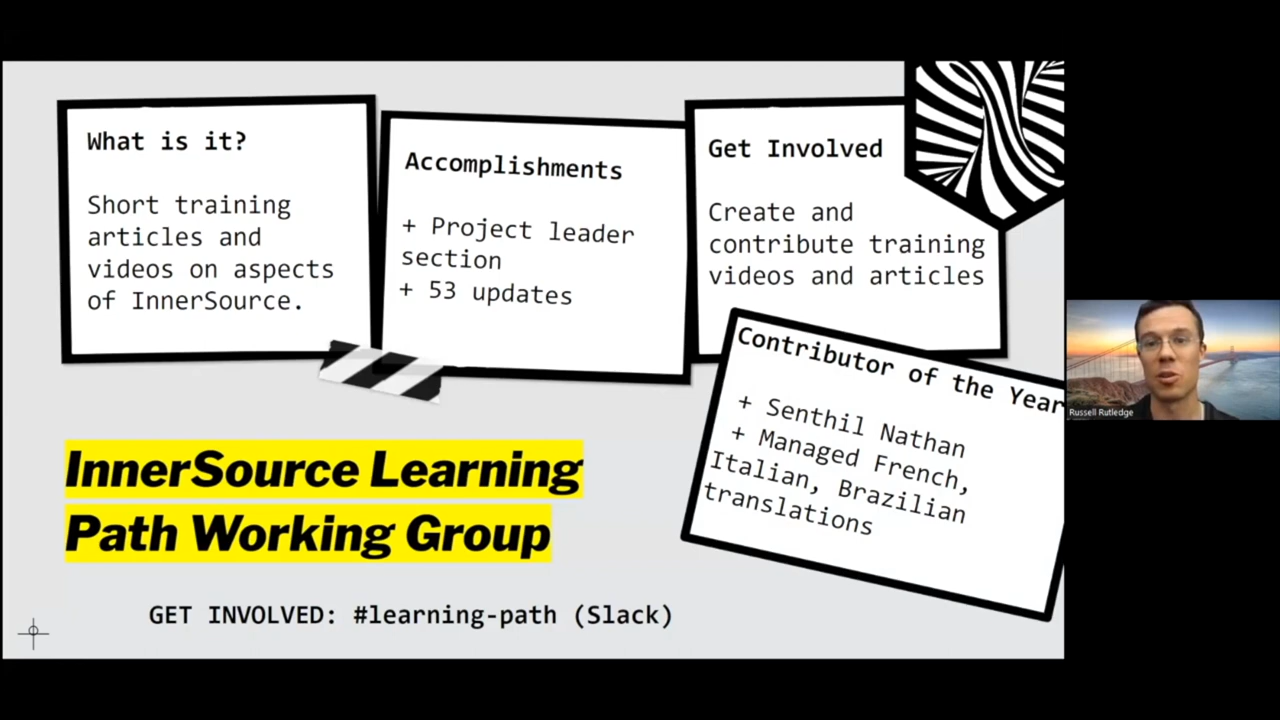 What is it?
Short training
articles and
videos on aspects
of InnerSource.
Accomplishments
+ Project leader
section
+ 53 updates
Get Involved
Create and
contribute training
videos and articles
Contributor of the Year
+ Senthil Nathan
+ Managed French,
Italian, Brazilian
translations
InnerSource Learning
Path Working Group
GET INVOLVED: #learning-path (Slack)
Russell Rutledge